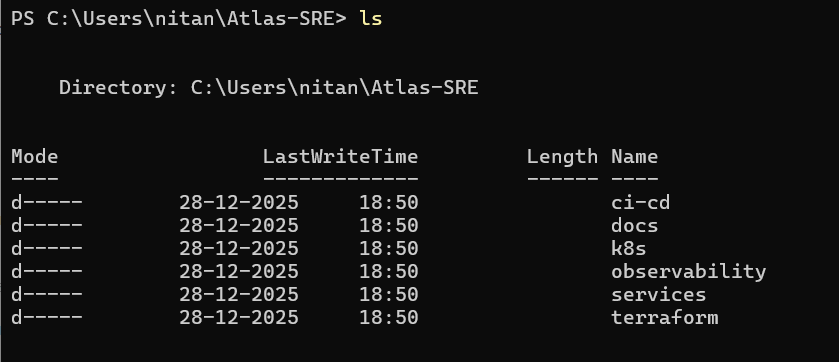 PS C:\Users\nitan\Atlas-SRE> ls
Directory: C:\Users\nitan\Atlas-SRE
Mode                 LastWriteTime         Length Name
----                 -------------         ------ ----
d-----        28-12-2025     18:50                ci-cd
d-----        28-12-2025     18:50                docs
d-----        28-12-2025     18:50                k8s
d-----        28-12-2025     18:50                observability
d-----        28-12-2025     18:50                services
d-----        28-12-2025     18:50                terraform